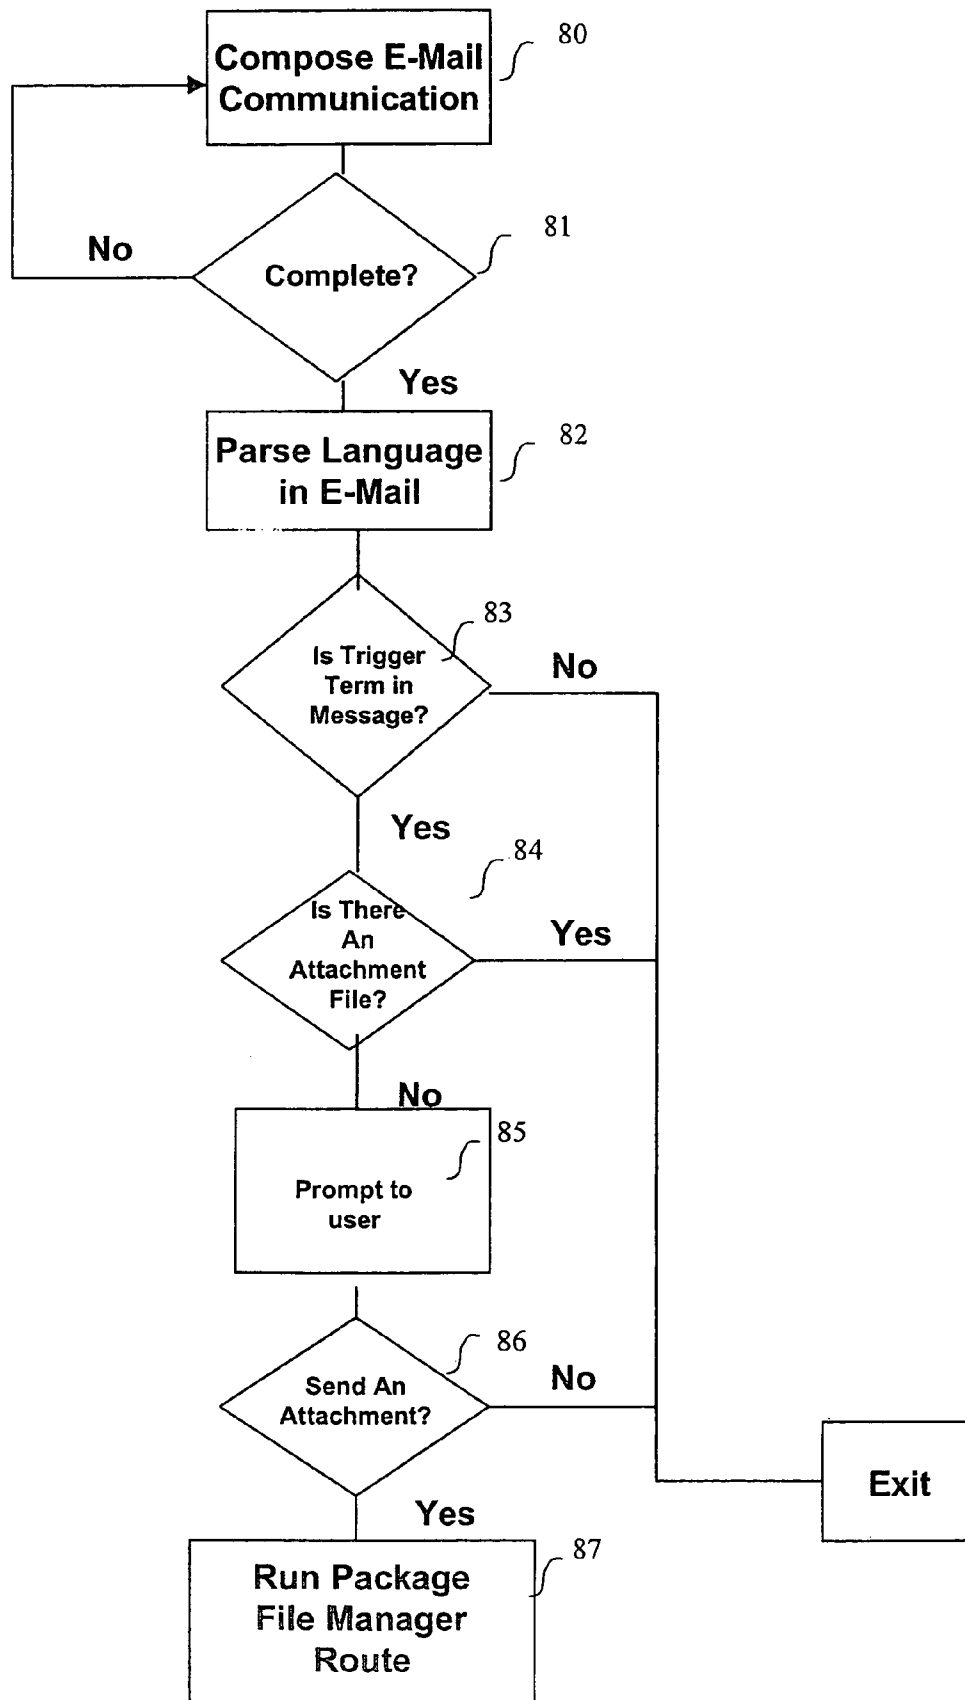 Compose E-Mail
Communication
80
No
Complete?
81
Yes
Parse Language
in E-Mail
82
Is Trigger
Term in
Message?
83
No
Yes
84
Is There
An
Attachment
File?
Yes
No
85
Prompt to
user
86
Send An
Attachment?
No
Exit
Yes
87
Run Package
File Manager
Route